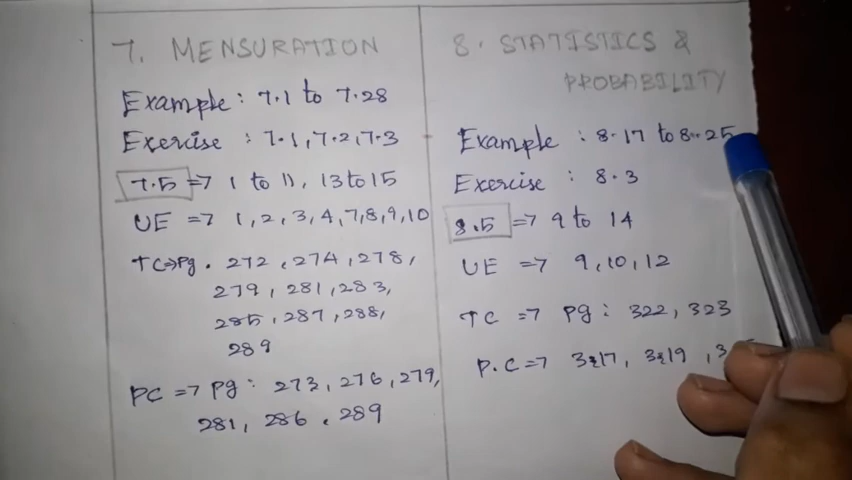 7. MENSURATION
Example : 7.1 to 7.28
Exercise : 7.1, 7.2, 7.3
7.5 => 1 to 11, 13 to 15
UE => 1, 2, 3, 4, 7, 8, 9, 10
TC => Pg. 272, 274, 278,
279, 281, 283,
285, 287, 288,
289
PC => Pg : 273, 276, 279,
281, 286, 289
8. STATISTICS &
PROBABILITY
Example : 8.17 to 8.25
Exercise : 8.3
8.5 => 9 to 14
UE => 9, 10, 12
TC => Pg : 322, 323
P.C => 317, 319,